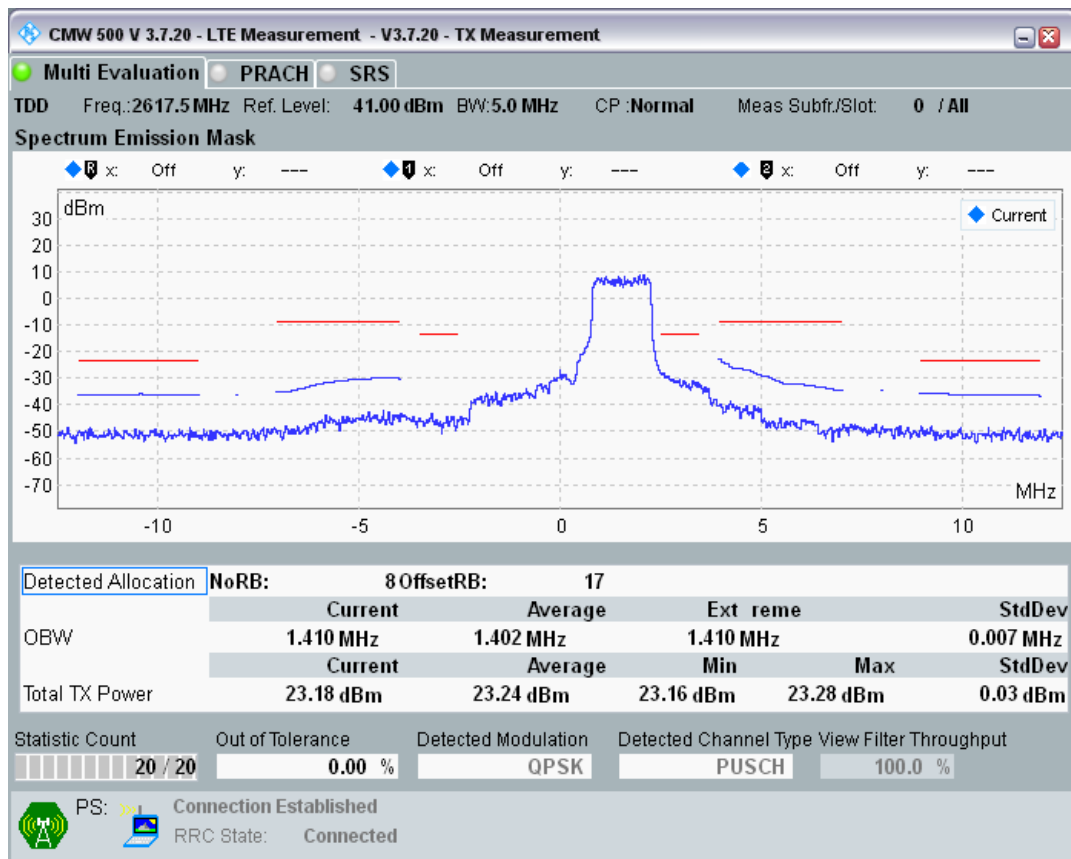 CMW 500 V 3.7.20 - LTE Measurement - V3.7.20 - TX Measurement
Multi Evaluation PRACH SRS
TDD Freq.:2617.5MHz Ref. Level: 41.00 dBm BW:5.0 MHz CP :Normal Meas Subfr./Slot: 0 / All
Spectrum Emission Mask
R x: Off y: --- 1 x: Off y: --- 2 x: Off y: ---
dBm
Current
30
20
10
0
-10
-20
-30
-40
-50
-60
-70
MHz
-10 -5 0 5 10
Detected Allocation NoRB: 8 OffsetRB: 17
Current Average Ext reme StdDev
OBW 1.410 MHz 1.402 MHz 1.410 MHz 0.007 MHz
Current Average Min Max StdDev
Total TX Power 23.18 dBm 23.24 dBm 23.16 dBm 23.28 dBm 0.03 dBm
Statistic Count Out of Tolerance Detected Modulation Detected Channel Type View Filter Throughput
20 / 20 0.00 % QPSK PUSCH 100.0 %
PS: Connection Established
RRC State: Connected